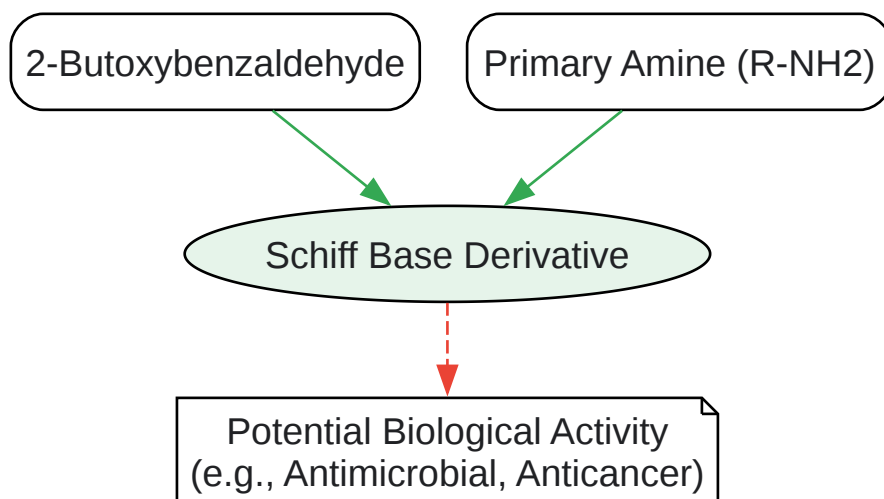 2-Butoxybenzaldehyde
Primary Amine (R-NH2)
Schiff Base Derivative
Potential Biological Activity
(e.g., Antimicrobial, Anticancer)